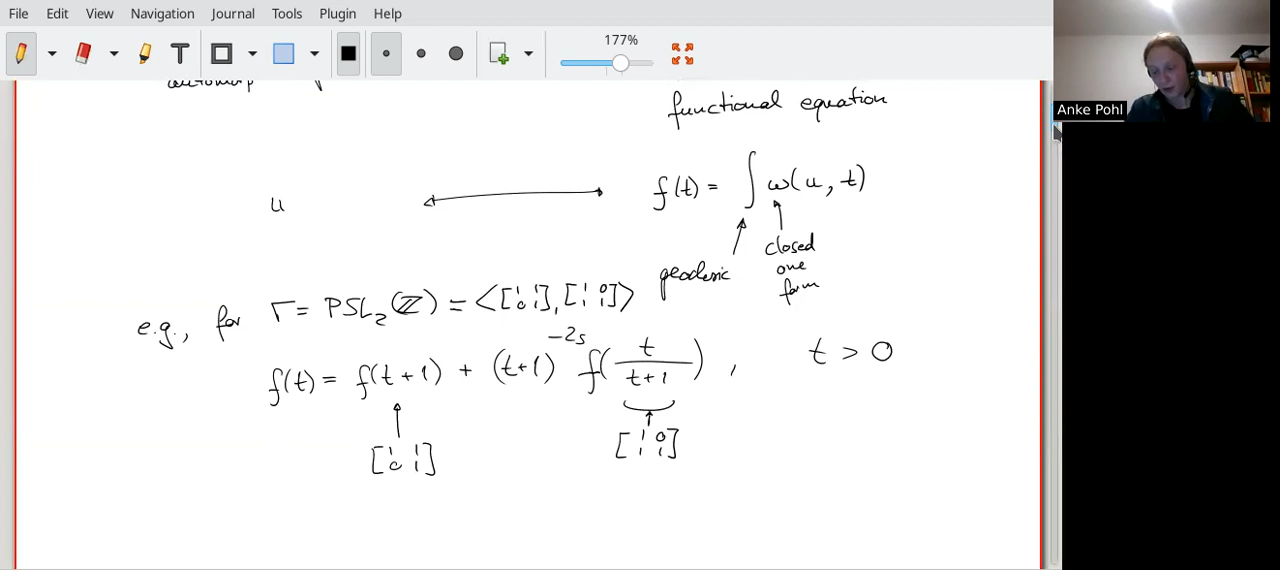 File Edit View Navigation Journal Tools Plugin Help
177%
Anke Pohl
functional equation
u ⟷ f(t) = ∫ ω(u, t)
geodesic
closed
one
form
e.g., for Γ = PSL₂(ℤ) = <[1 1; 0 1], [1 0; 1 1]>
f(t) = f(t+1) + (t+1)^{-2s} f(t/(t+1)), t > 0
[1 1; 0 1] [1 0; 1 1]